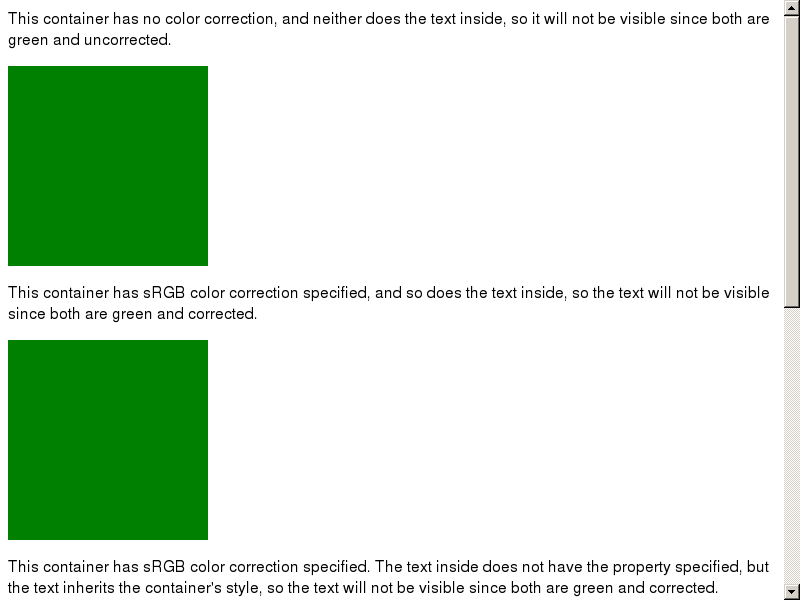 This container has no color correction, and neither does the text inside, so it will not be visible since both are
green and uncorrected.
This container has sRGB color correction specified, and so does the text inside, so the text will not be visible
since both are green and corrected.
This container has sRGB color correction specified. The text inside does not have the property specified, but
the text inherits the container's style, so the text will not be visible since both are green and corrected.